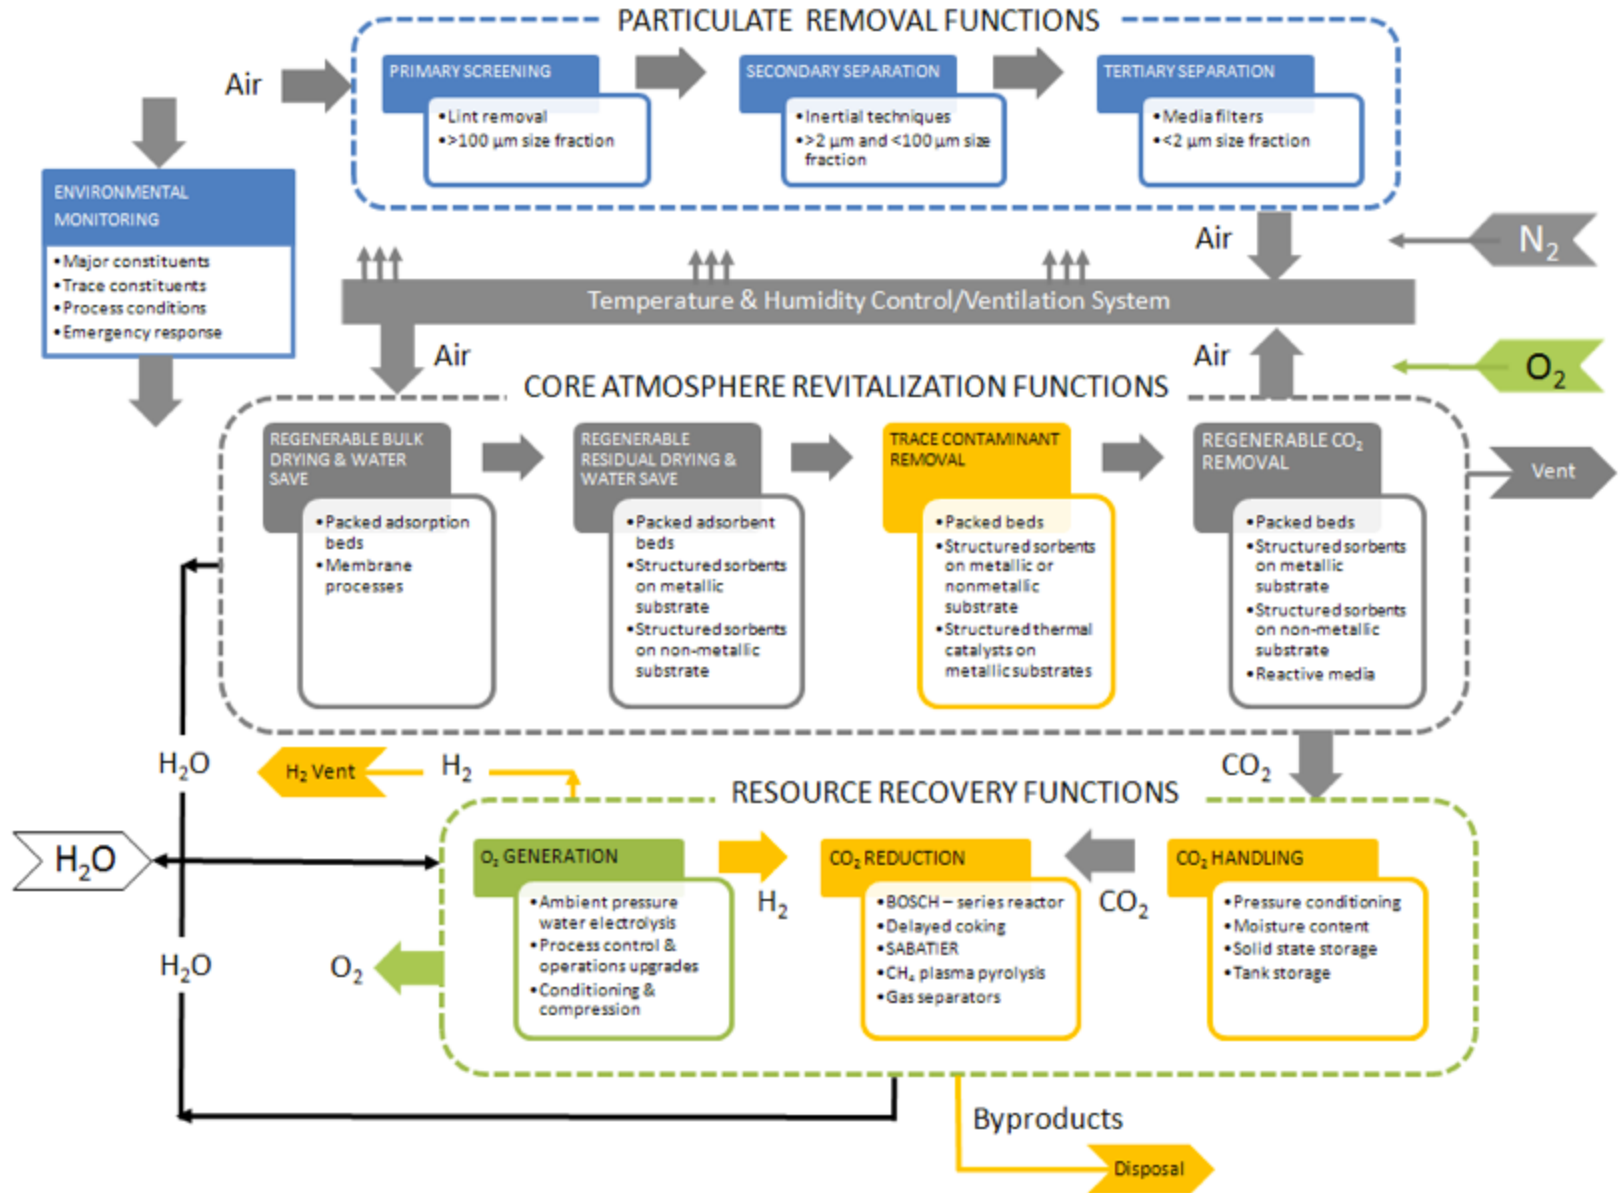 PARTICULATE REMOVAL FUNCTIONS
Air
PRIMARY SCREENING
•Lint removal
•>100 µm size fraction
SECONDARY SEPARATION
•Inertial techniques
•>2 µm and <100 µm size
fraction
TERTIARY SEPARATION
•Media filters
•<2 µm size fraction
ENVIRONMENTAL
MONITORING
•Major constituents
•Trace constituents
•Process conditions
•Emergency response
Air
N₂
Temperature & Humidity Control/Ventilation System
Air
Air
O₂
CORE ATMOSPHERE REVITALIZATION FUNCTIONS
REGENERABLE BULK
DRYING & WATER
SAVE
•Packed adsorption
beds
•Membrane
processes
REGENERABLE
RESIDUAL DRYING &
WATER SAVE
•Packed adsorbent
beds
•Structured sorbents
on metallic
substrate
•Structured sorbents
on non-metallic
substrate
TRACE CONTAMINANT
REMOVAL
•Packed beds
•Structured sorbents
on metallic or
nonmetallic
substrate
•Structured thermal
catalysts on
metallic substrates
REGENERABLE CO₂
REMOVAL
•Packed beds
•Structured sorbents
on metallic
substrate
•Structured sorbents
on non-metallic
substrate
•Reactive media
Vent
H₂O
H₂ Vent
H₂
CO₂
RESOURCE RECOVERY FUNCTIONS
H₂O
O₂ GENERATION
•Ambient pressure
water electrolysis
•Process control &
operations upgrades
•Conditioning &
compression
H₂
CO₂ REDUCTION
•BOSCH – series reactor
•Delayed coking
•SABATIER
•CH₄ plasma pyrolysis
•Gas separators
CO₂
CO₂ HANDLING
•Pressure conditioning
•Moisture content
•Solid state storage
•Tank storage
H₂O
O₂
Byproducts
Disposal